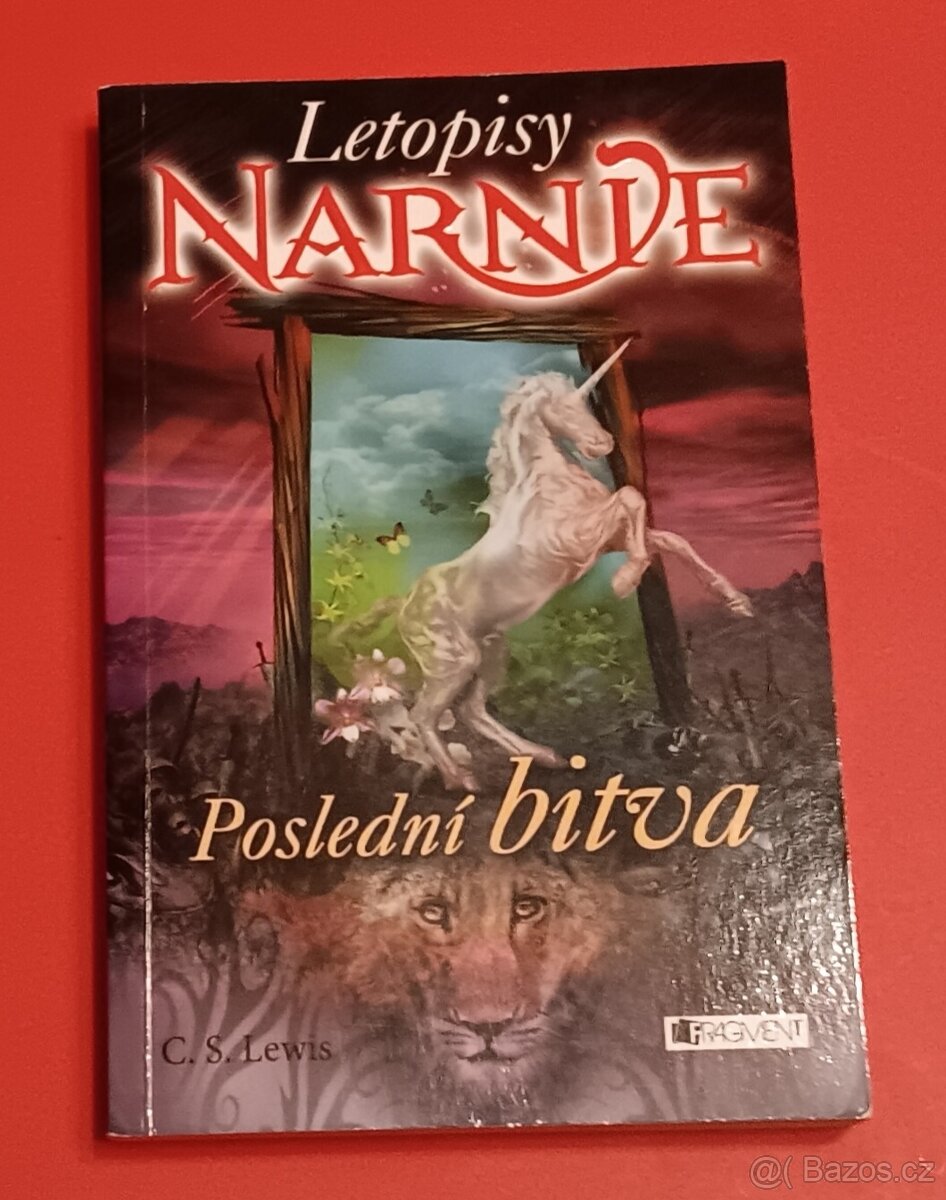 Letopisy
NARNIE
Poslední bitva
C. S. Lewis
FRAGMENT
@( Bazos.cz